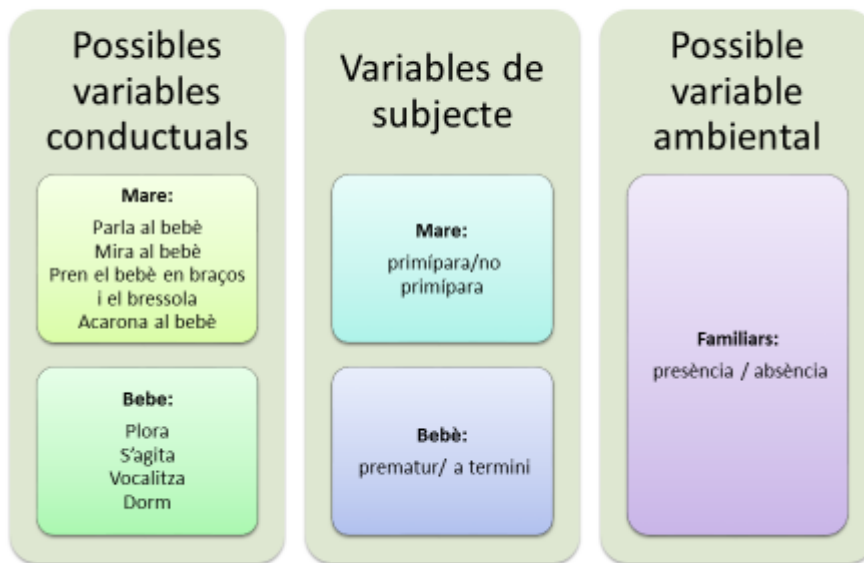 Possibles
variables
conductuals
Mare:
Parla al bebè
Mira al bebè
Pren el bebè en braços
i el bressola
Acarona al bebè
Bebe:
Plora
S'agita
Vocalitza
Dorm
Variables de
subjecte
Mare:
primípara/no
primípara
Bebè:
prematur/ a termini
Possible
variable
ambiental
Familiars:
presència / absència